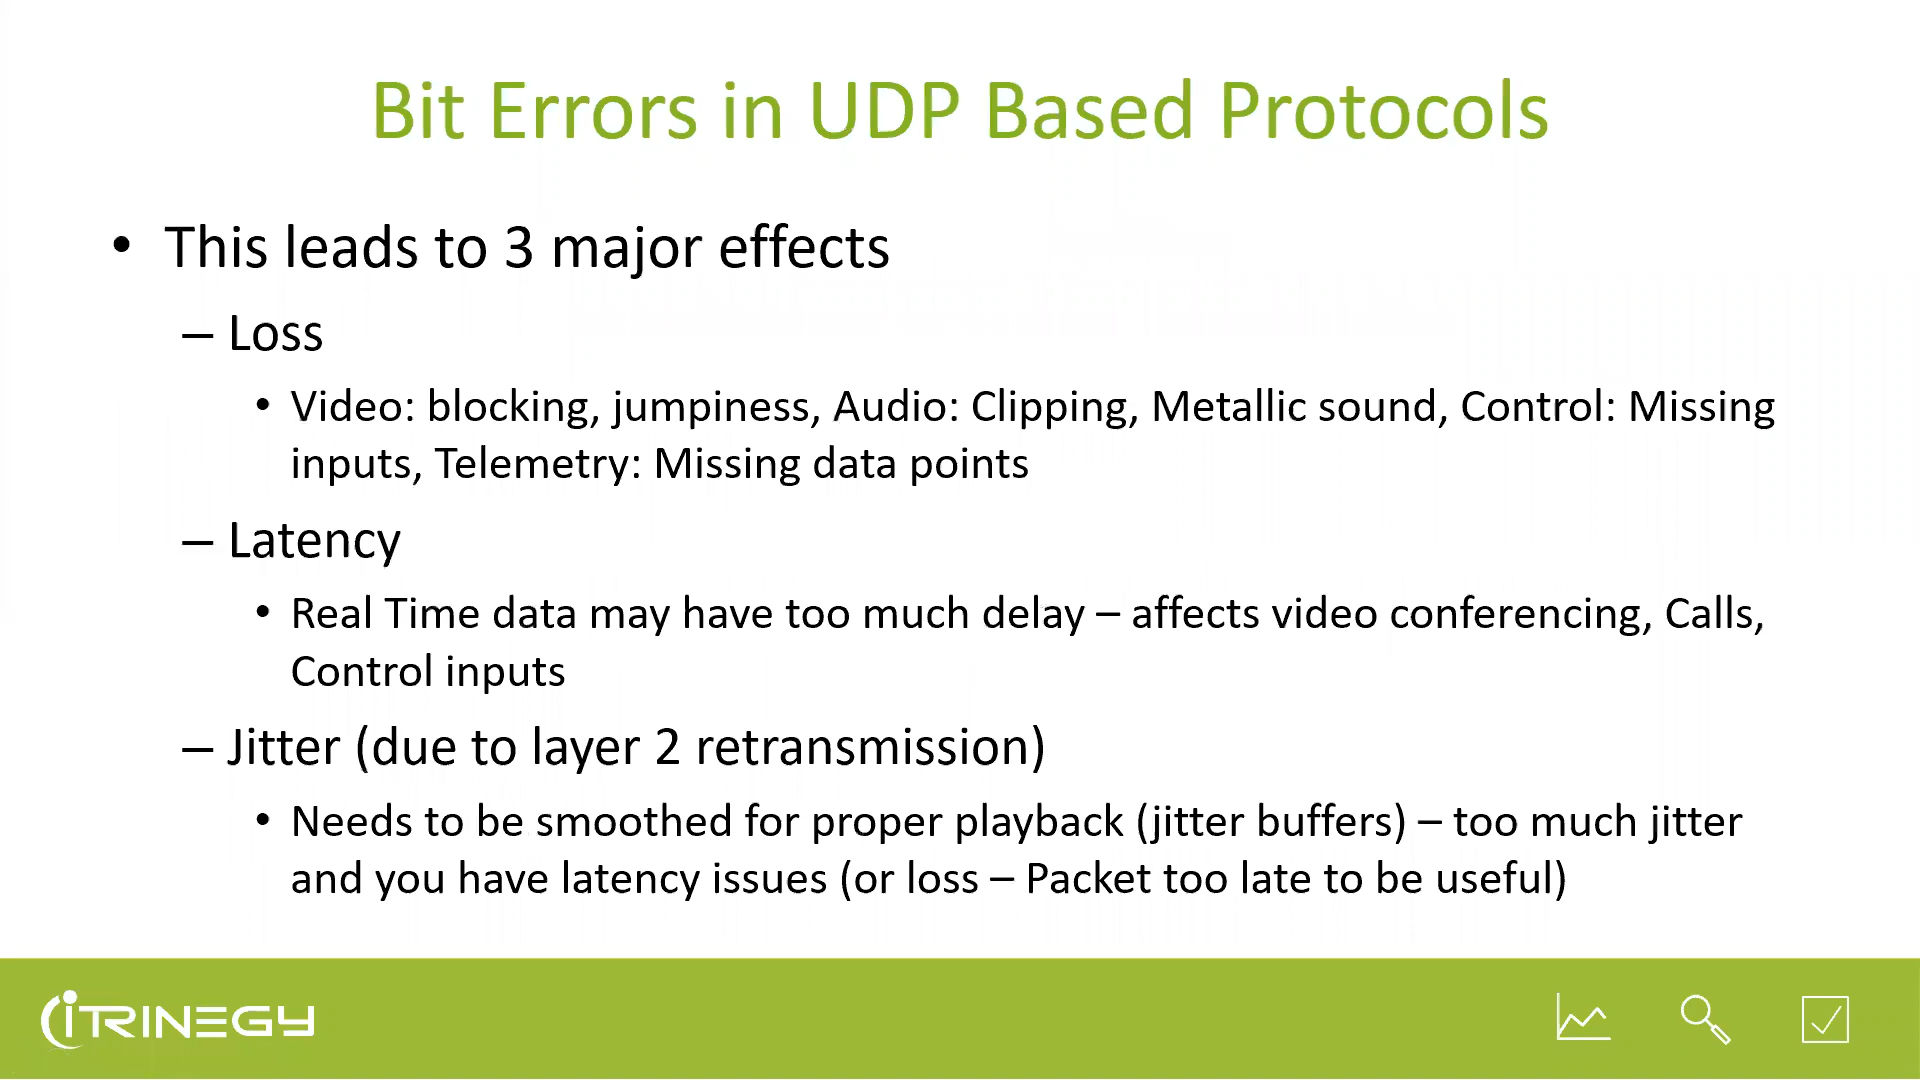 Bit Errors in UDP Based Protocols
• This leads to 3 major effects
– Loss
• Video: blocking, jumpiness, Audio: Clipping, Metallic sound, Control: Missing
inputs, Telemetry: Missing data points
– Latency
• Real Time data may have too much delay – affects video conferencing, Calls,
Control inputs
– Jitter (due to layer 2 retransmission)
• Needs to be smoothed for proper playback (jitter buffers) – too much jitter
and you have latency issues (or loss – Packet too late to be useful)
iTRINEGY